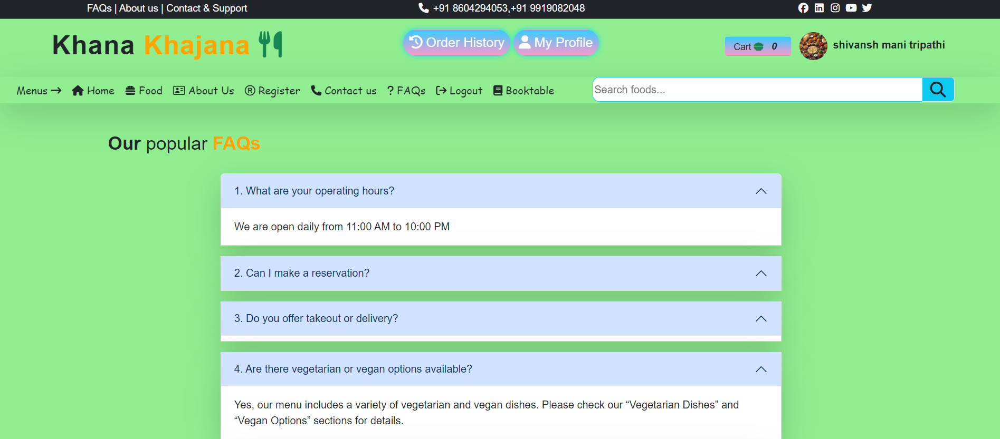 FAQs | About us | Contact & Support
+91 8604294053,+91 9919082048
Khana Khajana
Order History
My Profile
Cart 0
shivansh mani tripathi
Menus Home Food About Us Register Contact us FAQs Logout Booktable
Search foods...
Our popular FAQs
1. What are your operating hours?
We are open daily from 11:00 AM to 10:00 PM
2. Can I make a reservation?
3. Do you offer takeout or delivery?
4. Are there vegetarian or vegan options available?
Yes, our menu includes a variety of vegetarian and vegan dishes. Please check our “Vegetarian Dishes” and
“Vegan Options” sections for details.